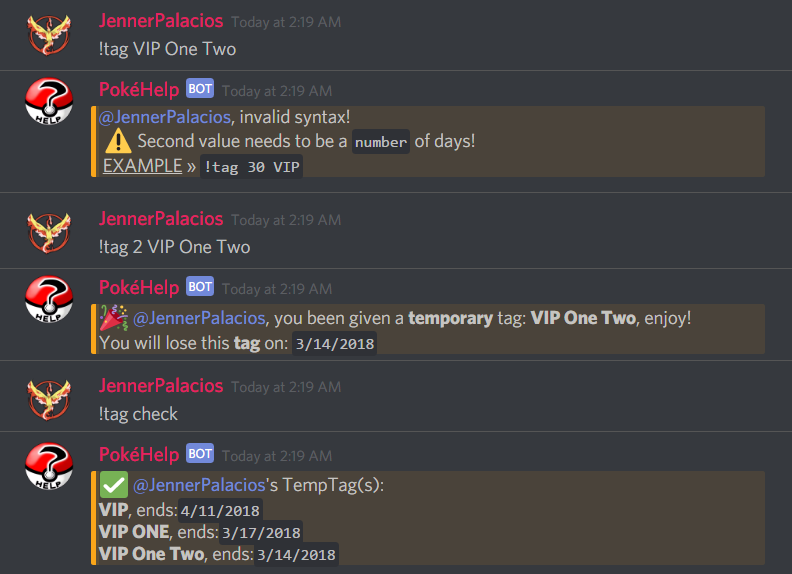 JennerPalacios Today at 2:19 AM
!tag VIP One Two
PokéHelp BOT Today at 2:19 AM
@JennerPalacios, invalid syntax!
⚠️ Second value needs to be a number of days!
EXAMPLE » !tag 30 VIP
JennerPalacios Today at 2:19 AM
!tag 2 VIP One Two
PokéHelp BOT Today at 2:19 AM
🎉 @JennerPalacios, you been given a temporary tag: VIP One Two, enjoy!
You will lose this tag on: 3/14/2018
JennerPalacios Today at 2:19 AM
!tag check
PokéHelp BOT Today at 2:19 AM
✅ @JennerPalacios's TempTag(s):
VIP, ends: 4/11/2018
VIP ONE, ends: 3/17/2018
VIP One Two, ends: 3/14/2018
HELP
HELP
HELP